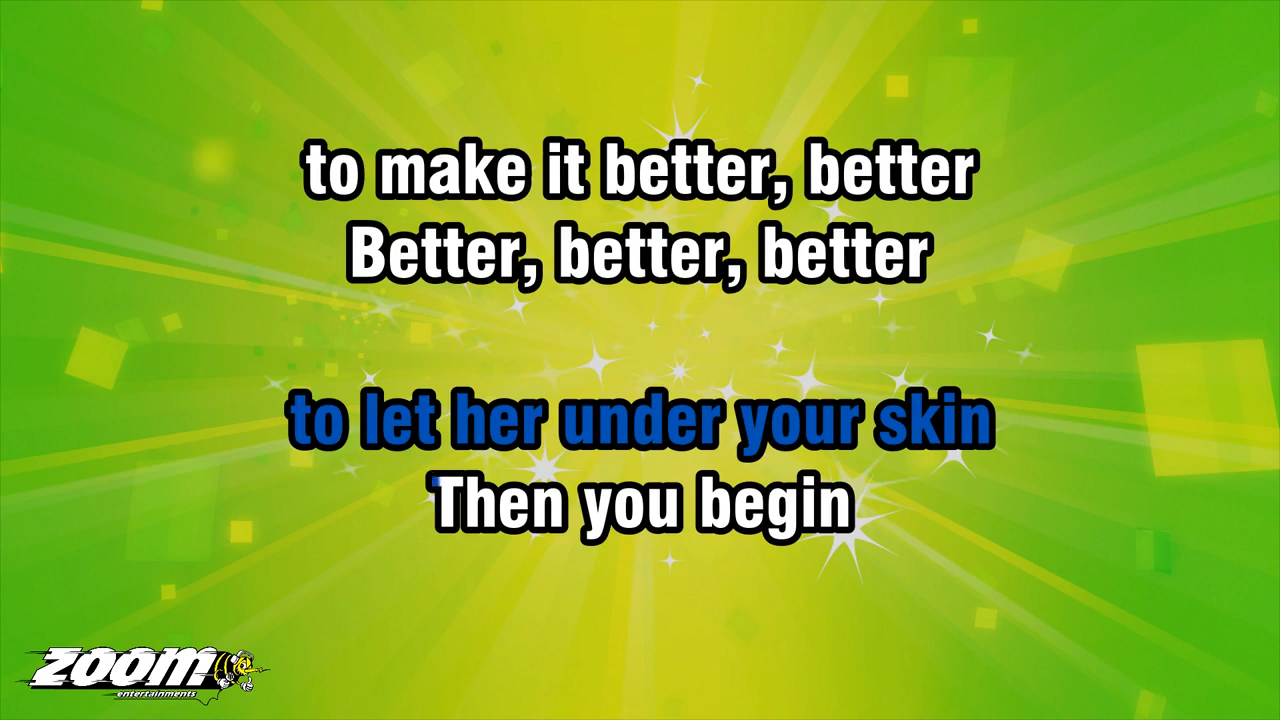 to make it better, better
Better, better, better
to let her under your skin
Then you begin
zoom
entertainments